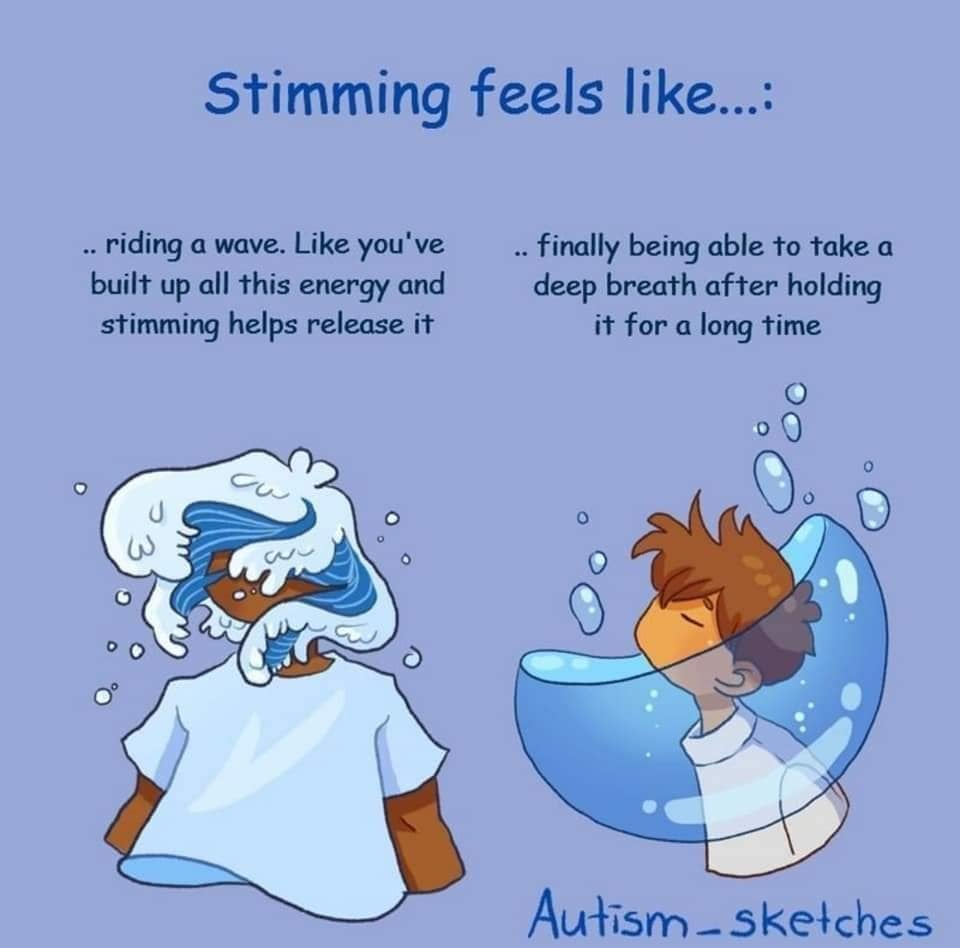 Stimming feels like...:
.. riding a wave. Like you've
built up all this energy and
stimming helps release it
.. finally being able to take a
deep breath after holding
it for a long time
Autism_sketches